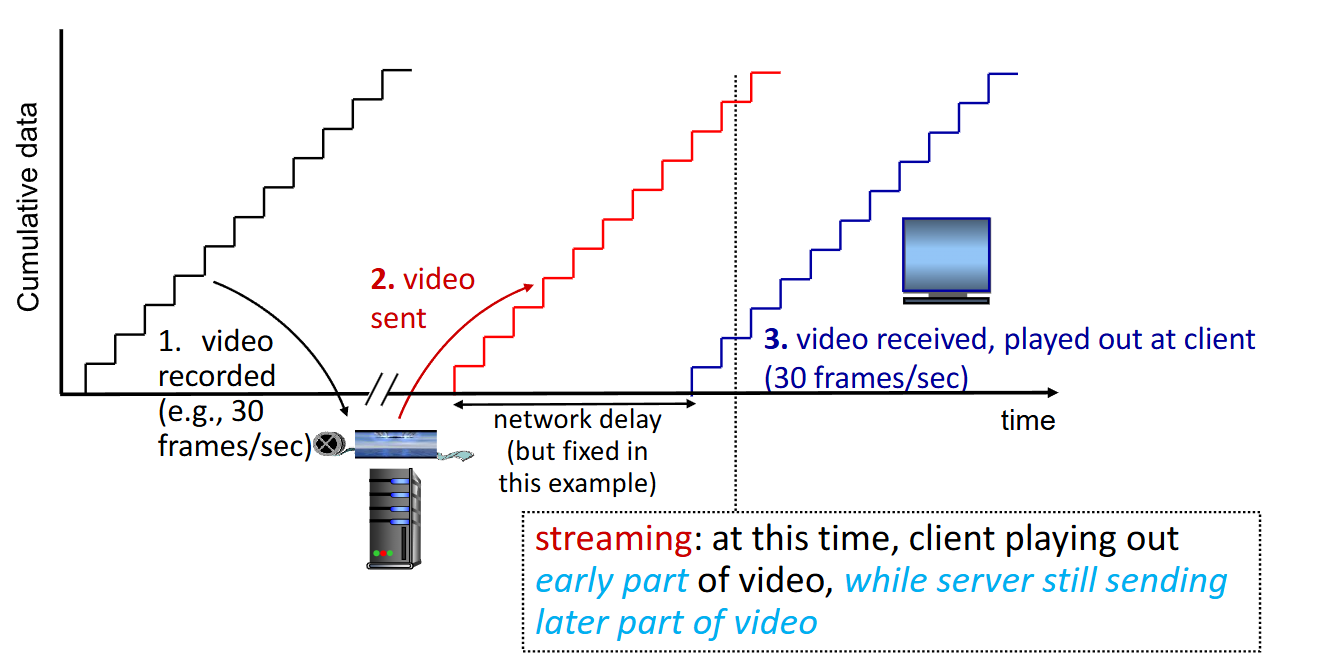 Cumulative data
1. video
recorded
(e.g., 30
frames/sec)
2. video
sent
3. video received, played out at client
(30 frames/sec)
time
network delay
(but fixed in
this example)
streaming: at this time, client playing out
early part of video, while server still sending
later part of video